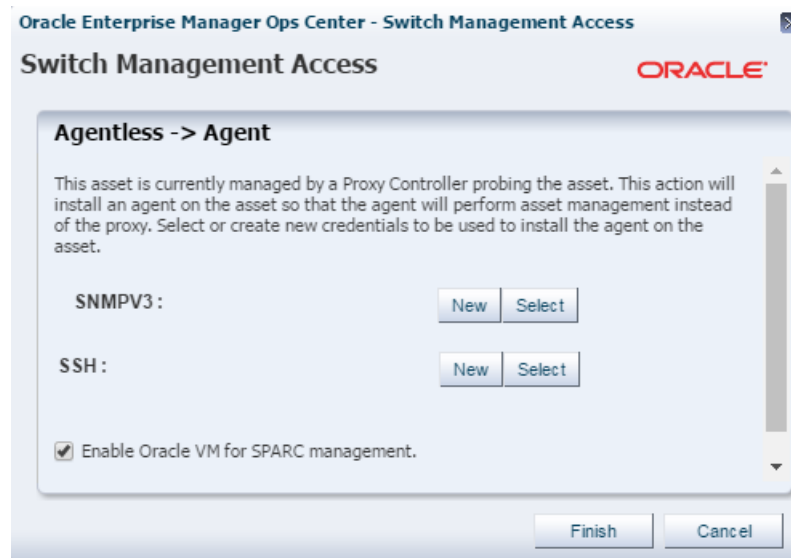 Oracle Enterprise Manager Ops Center - Switch Management Access
Switch Management Access
ORACLE
Agentless -> Agent
This asset is currently managed by a Proxy Controller probing the asset. This action will
install an agent on the asset so that the agent will perform asset management instead
of the proxy. Select or create new credentials to be used to install the agent on the
asset.
SNMPV3 : New Select
SSH : New Select
Enable Oracle VM for SPARC management.
Finish Cancel